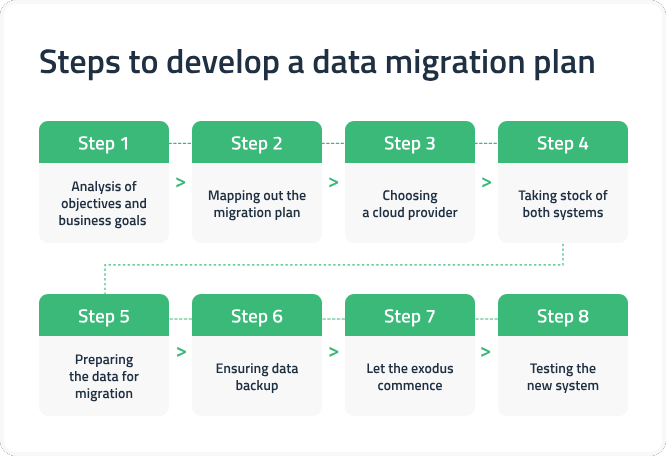 Steps to develop a data migration plan
Step 1
Analysis of
objectives and
business goals
>
Step 2
Mapping out the
migration plan
>
Step 3
Choosing
a cloud provider
>
Step 4
Taking stock of
both systems
Step 5
Preparing
the data for
migration
>
Step 6
Ensuring data
backup
>
Step 7
Let the exodus
commence
>
Step 8
Testing the
new system